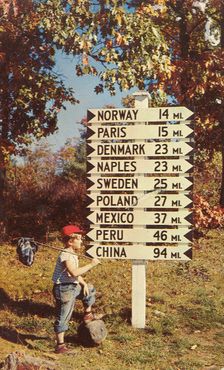 NORWAY 14 MI.
PARIS 15 MI.
DENMARK 23 MI.
NAPLES 23 MI.
SWEDEN 25 MI.
POLAND 27 MI.
MEXICO 37 MI.
PERU 46 MI.
CHINA 94 MI.